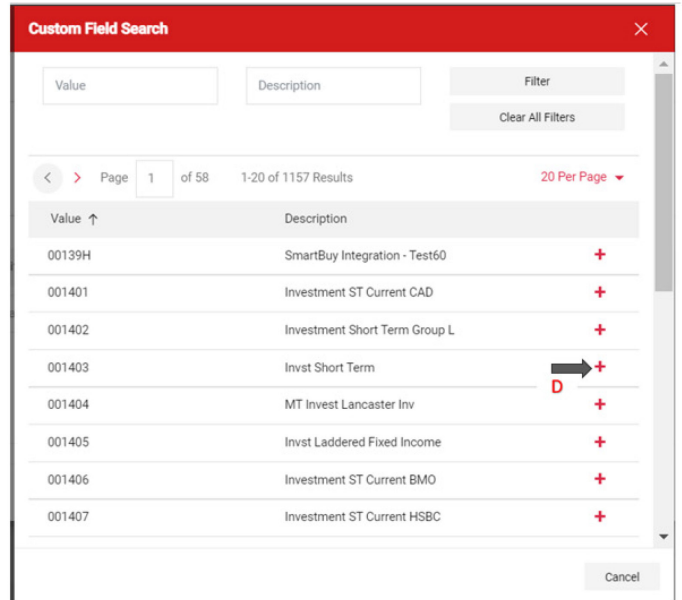 Custom Field Search
Value Description Filter
Clear All Filters
Page 1 of 58 1-20 of 1157 Results 20 Per Page
Value ↑ Description
00139H SmartBuy Integration - Test60 +
001401 Investment ST Current CAD +
001402 Investment Short Term Group L +
001403 Invst Short Term +
D
001404 MT Invest Lancaster Inv +
001405 Invst Laddered Fixed Income +
001406 Investment ST Current BMO +
001407 Investment ST Current HSBC +
Cancel